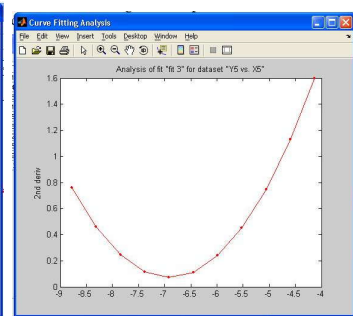 Curve Fitting Analysis
File Edit View Insert Tools Desktop Window Help
Analysis of fit "fit 3" for dataset "Y5 vs. X5"
1.6
1.4
1.2
1
0.8
0.6
0.4
0.2
0
2nd deriv
-9 -8.5 -8 -7.5 -7 -6.5 -6 -5.5 -5 -4.5 -4